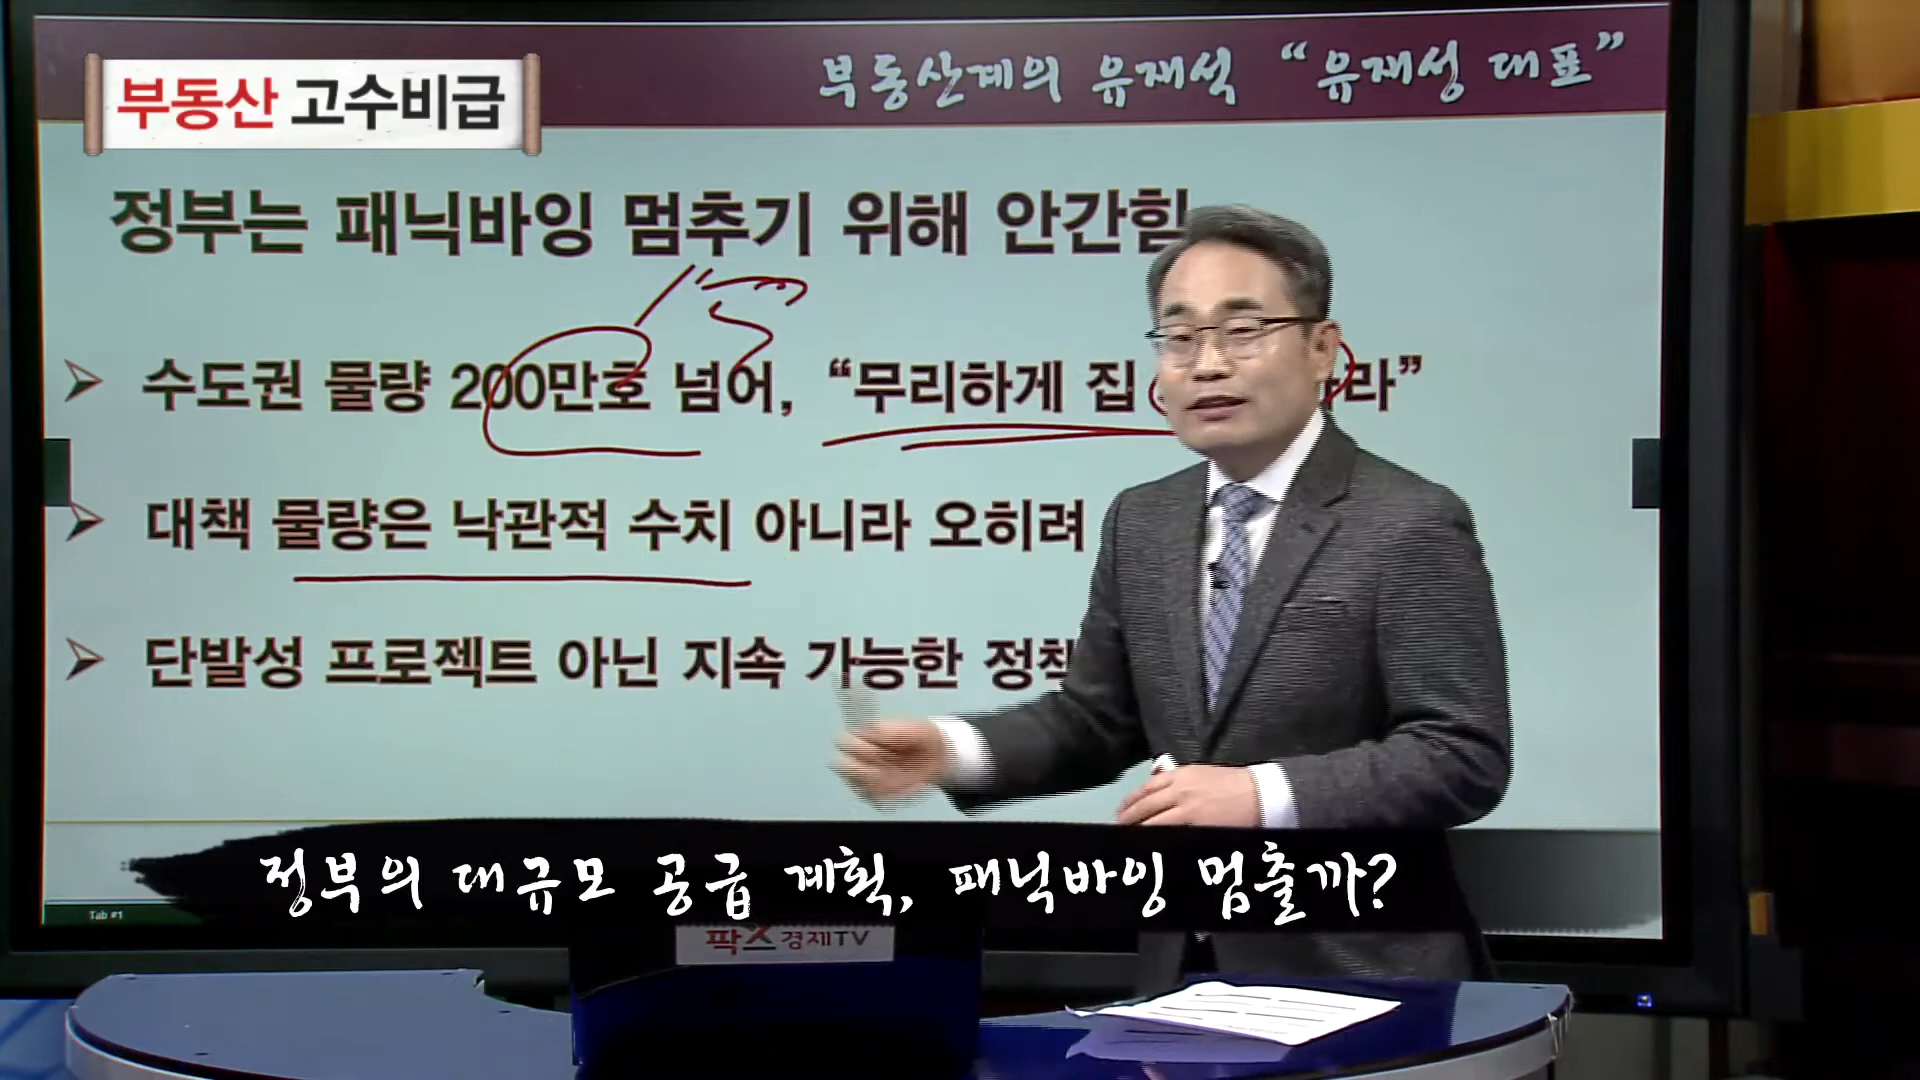 부동산계의 유재석 “유재성 대표”
부동산 고수비급
정부는 패닉바잉 멈추기 위해 안간힘
수도권 물량 200만호 넘어, “무리하게 집 라”
대책 물량은 낙관적 수치 아니라 오히려
단발성 프로젝트 아닌 지속 가능한 정책
정부의 대규모 공급 계획, 패닉바잉 멈출까?
Tab #1
팍스경제TV